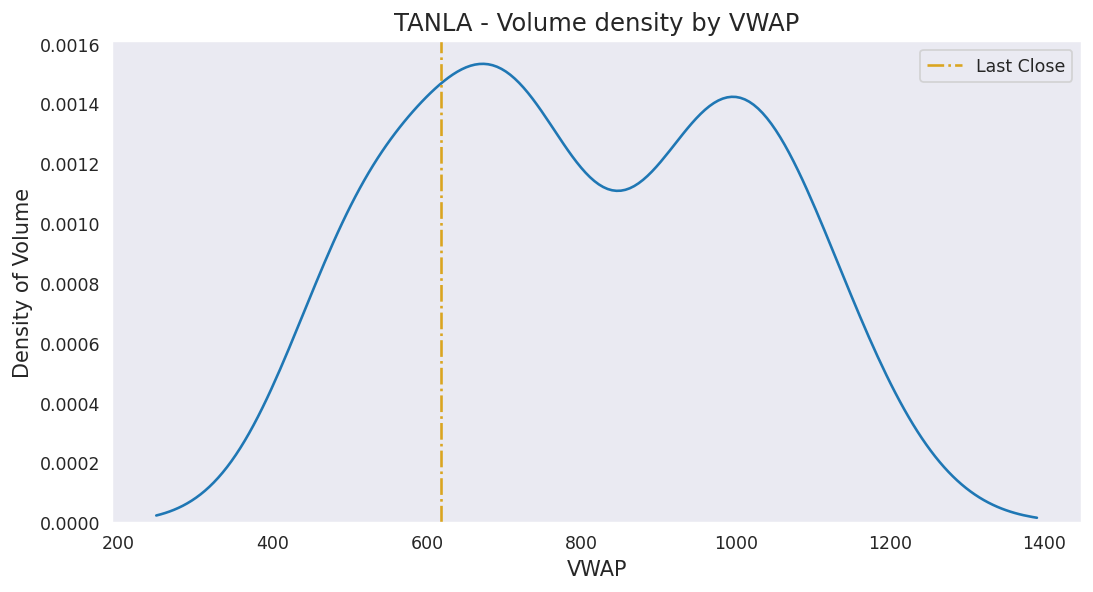 TANLA - Volume density by VWAP
Last Close
Density of Volume
0.0016
0.0014
0.0012
0.0010
0.0008
0.0006
0.0004
0.0002
0.0000
200 400 600 800 1000 1200 1400
VWAP